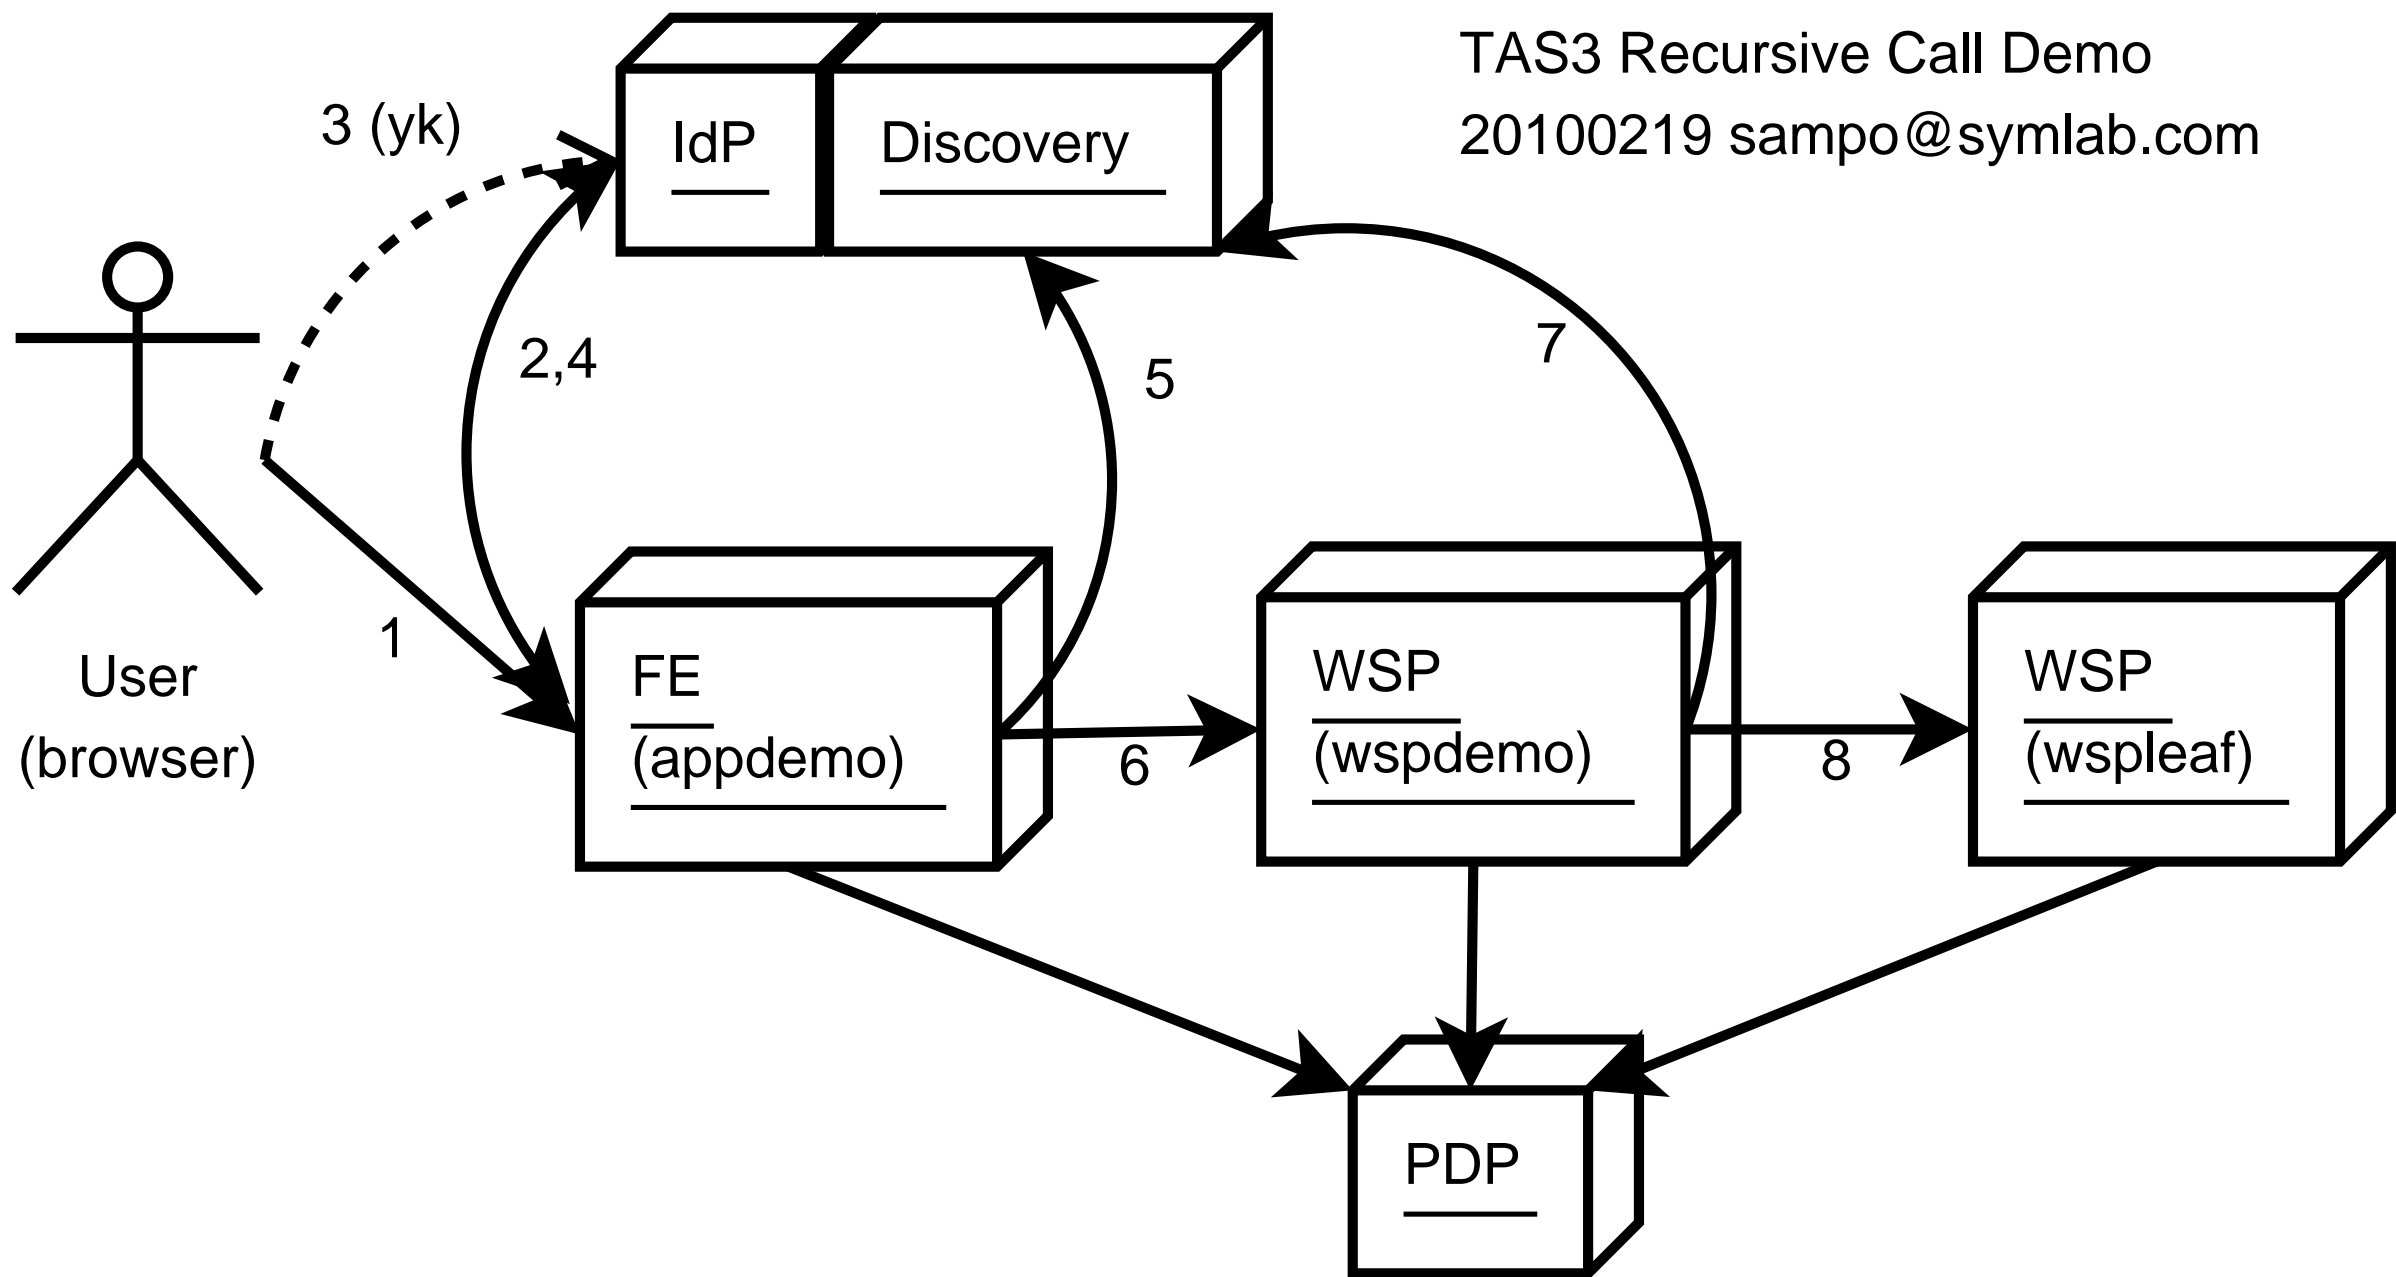 TAS3 Recursive Call Demo
20100219 sampo@symlab.com
3 (yk)
IdP
Discovery
2,4
5
7
1
User
(browser)
FE
(appdemo)
6
WSP
(wspdemo)
8
WSP
(wspleaf)
PDP